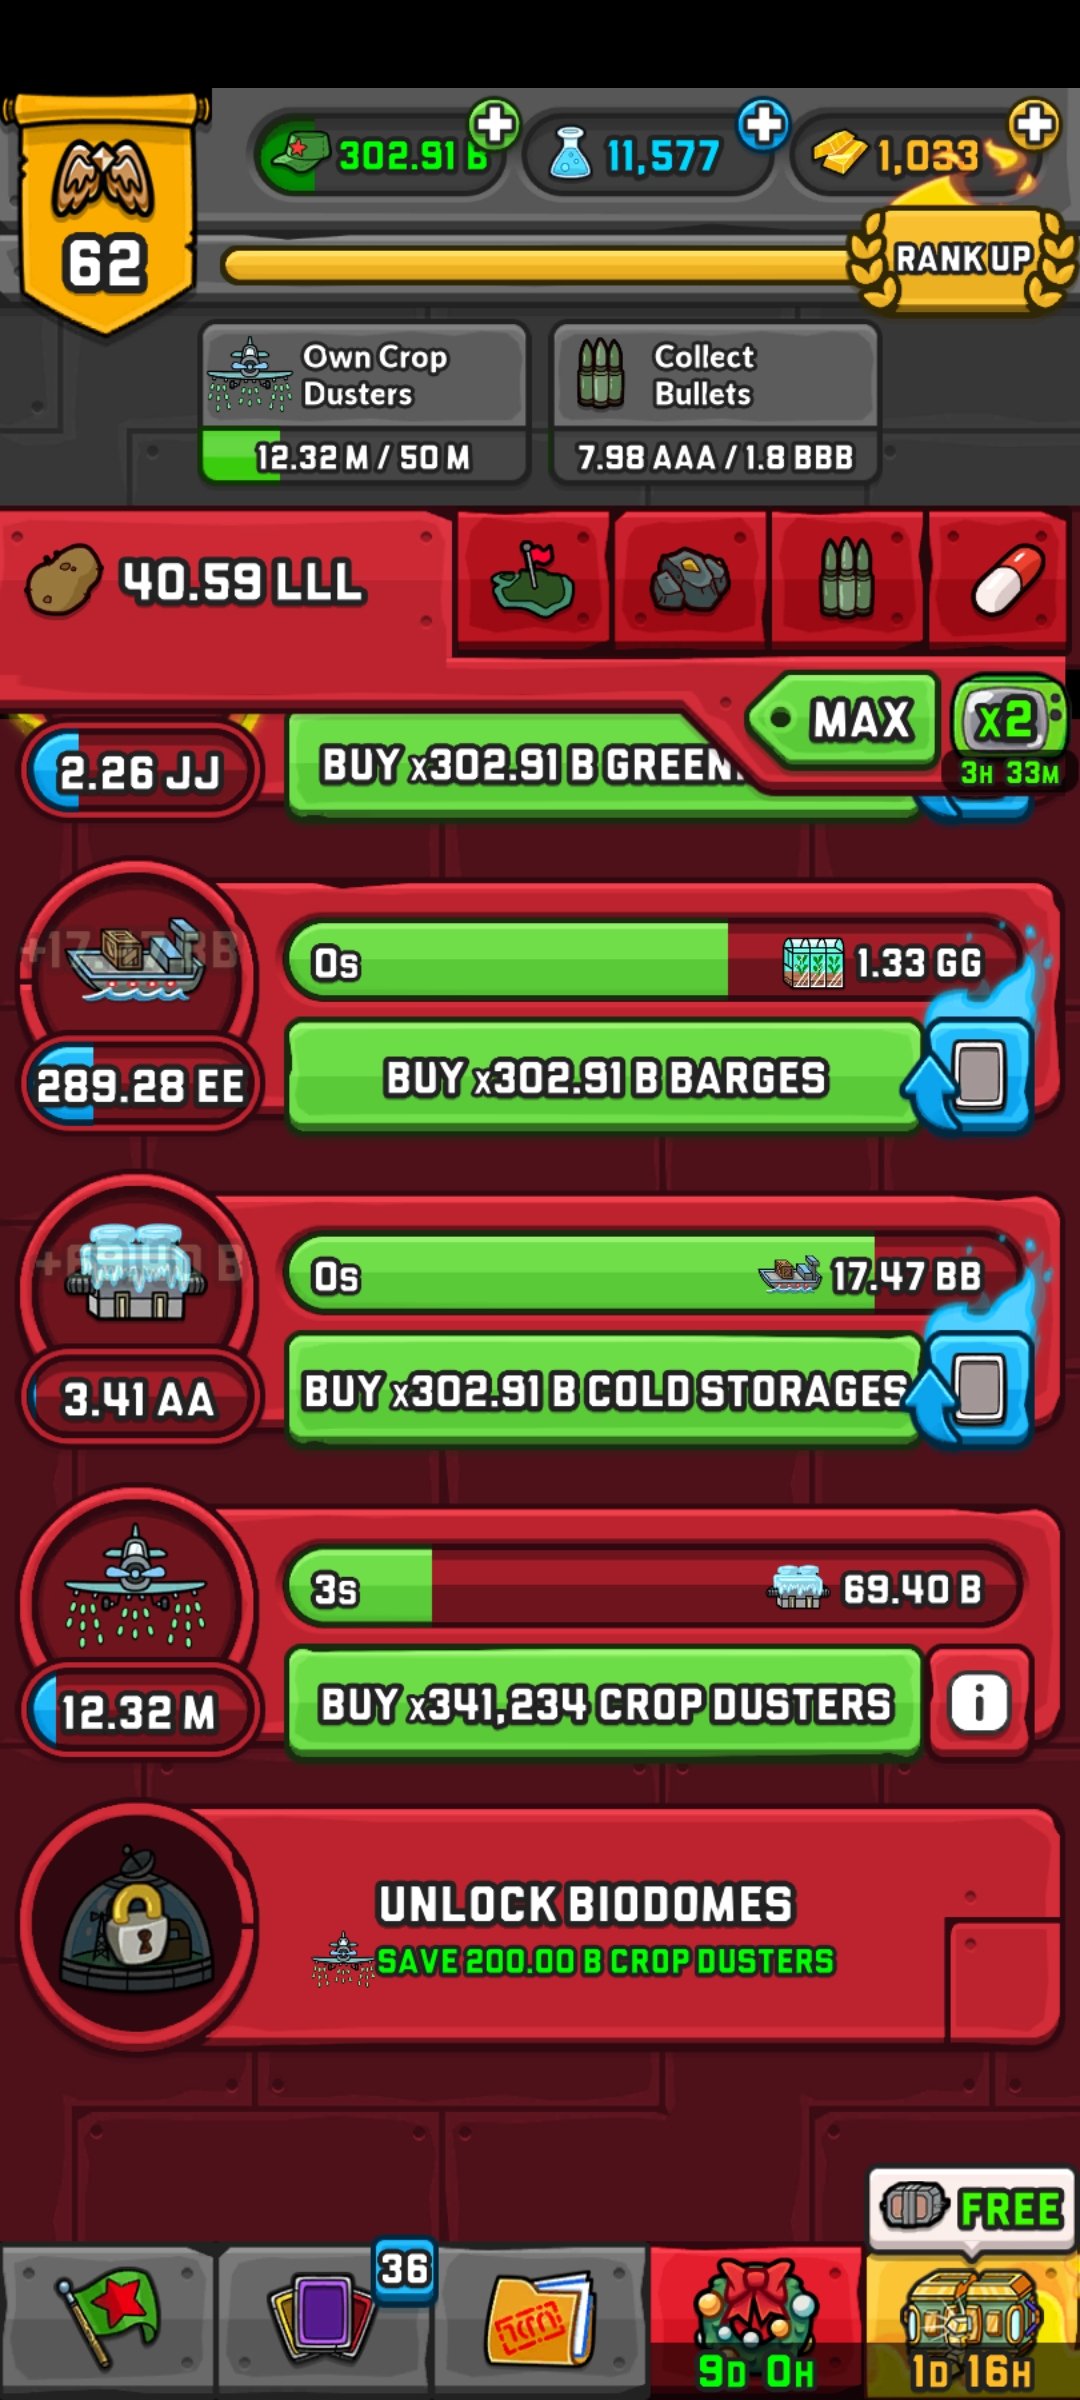 302.91 B
11,577
1,033
62
RANK UP
Own Crop
Dusters
12.32 M / 50 M
Collect
Bullets
7.98 AAA / 1.8 BBB
40.59 LLL
MAX
x2
3H 33M
2.26 JJ
BUY x302.91 B GREEN
0s
1.33 GG
289.28 EE
BUY x302.91 B BARGES
0s
17.47 BB
3.41 AA
BUY x302.91 B COLD STORAGES
3s
69.40 B
12.32 M
BUY x341,234 CROP DUSTERS
i
UNLOCK BIODOMES
SAVE 200.00 B CROP DUSTERS
FREE
36
9D 0H
1D 16H